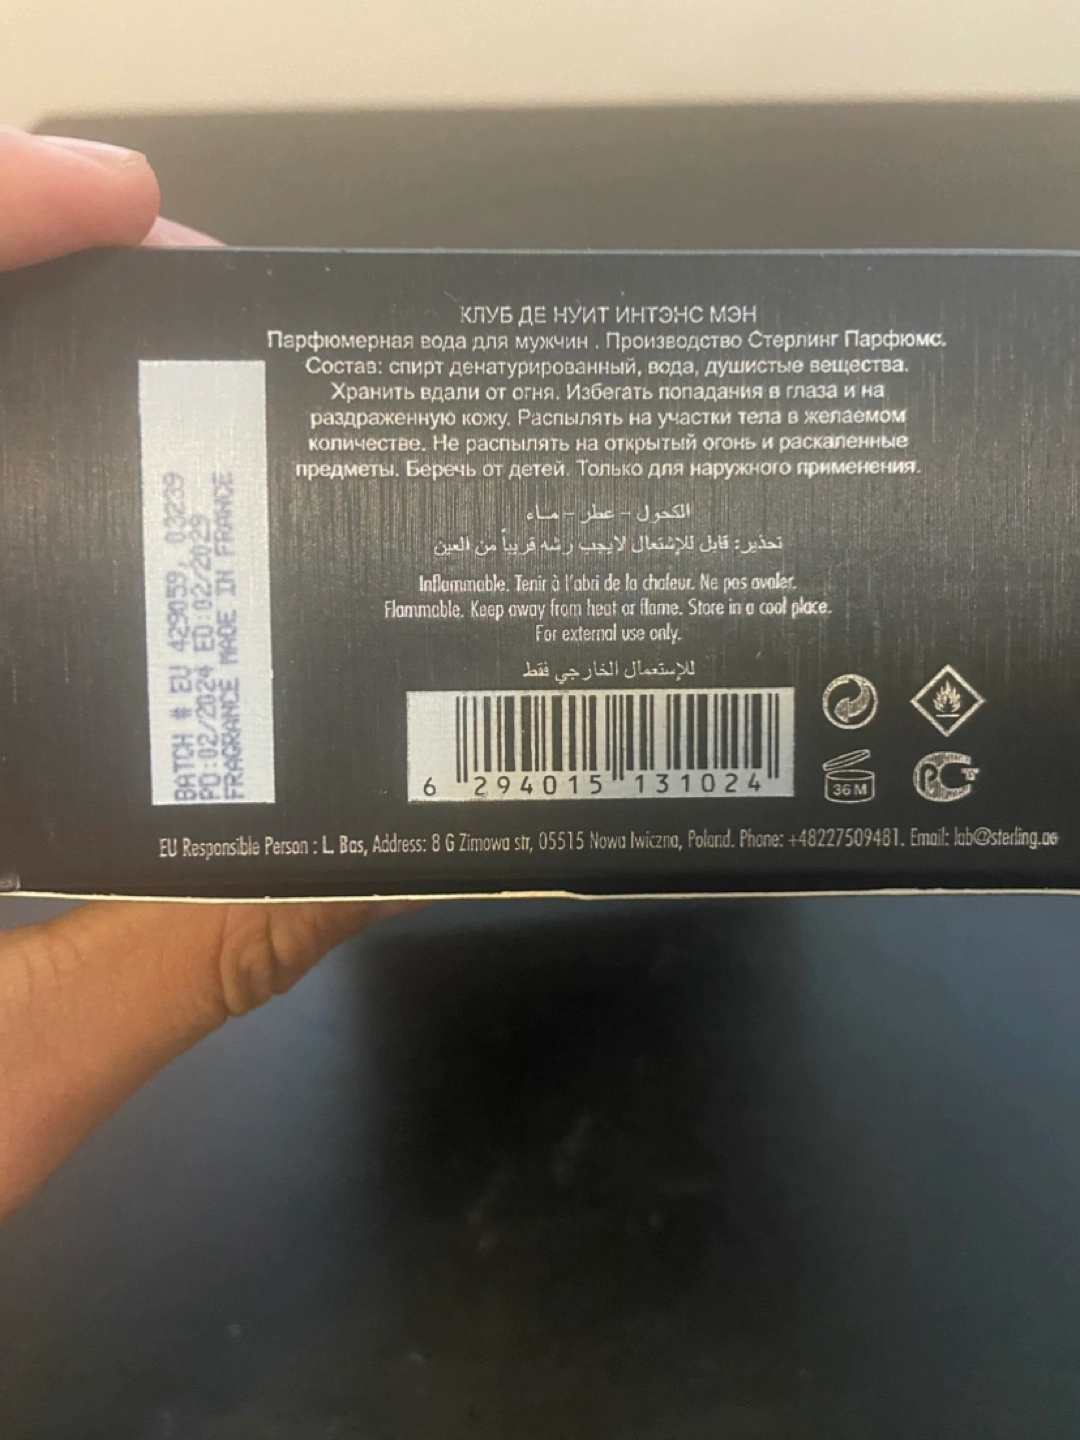 КЛУБ ДЕ НУИТ ИНТЭНС МЭН
Парфюмерная вода для мужчин . Производство Стерлинг Парфюмс.
Состав: спирт денатурированный, вода, душистые вещества.
Хранить вдали от огня. Избегать попадания в глаза и на
раздраженную кожу. Распылять на участки тела в желаемом
количестве. Не распылять на открытый огонь и раскаленные
предметы. Беречь от детей. Только для наружного применения.
الكحول - عطر - ماء
تحذير: قابل للإشتعال لايجب رشه قريباً من العين
Inflammable. Tenir à l'abri de la chaleur. Ne pas avaler.
Flammable. Keep away from heat or flame. Store in a cool place.
For external use only.
للإستعمال الخارجي فقط
6 294015 131024
36 M
BATCH # EU 429059, 03239
PD:02/2024 ED:02/2029
FRAGRANCE MADE IN FRANCE
EU Responsible Person : L. Bas, Address: 8 G Zimowa str, 05515 Nowa Iwiczna, Poland. Phone: +48227509481. Email: lab@sterling.ae